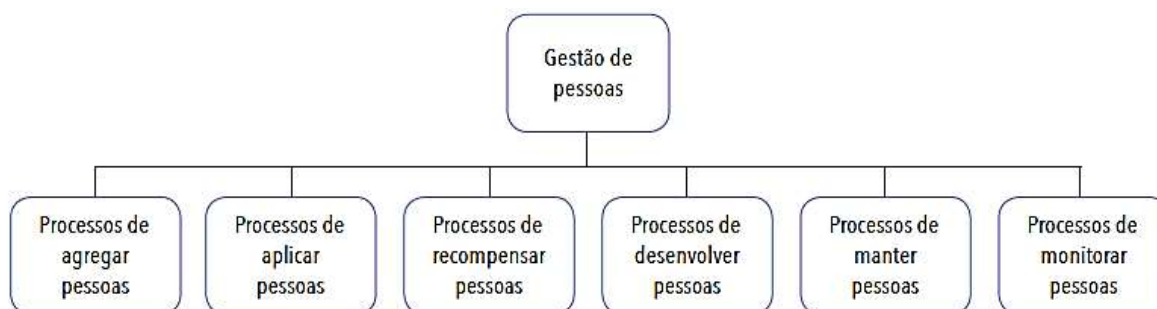 Gestão de
pessoas
Processos de
agregar
pessoas
Processos de
aplicar
pessoas
Processos de
recompensar
pessoas
Processos de
desenvolver
pessoas
Processos de
manter
pessoas
Processos de
monitorar
pessoas